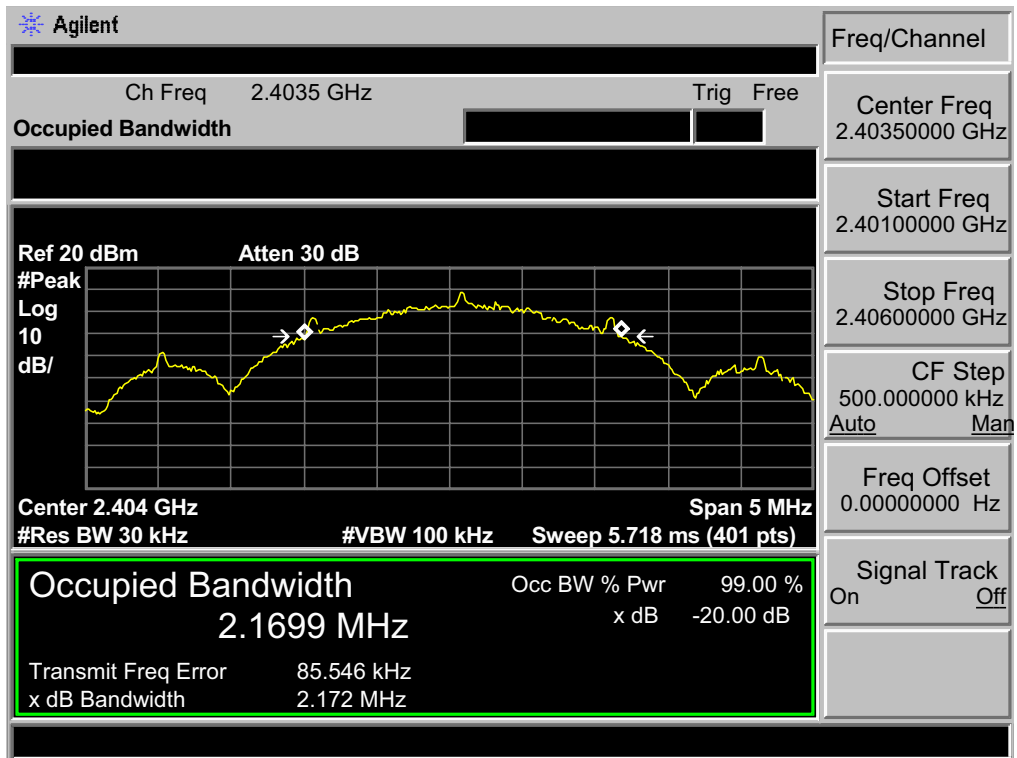 Agilent
Freq/Channel
Ch Freq 2.4035 GHz Trig Free
Occupied Bandwidth
Center Freq
2.40350000 GHz
Start Freq
2.40100000 GHz
Ref 20 dBm Atten 30 dB
#Peak
Log
10
dB/
Stop Freq
2.40600000 GHz
CF Step
500.000000 kHz
Auto Man
Freq Offset
0.00000000 Hz
Center 2.404 GHz Span 5 MHz
#Res BW 30 kHz #VBW 100 kHz Sweep 5.718 ms (401 pts)
Signal Track
On Off
Occupied Bandwidth Occ BW % Pwr 99.00 %
2.1699 MHz x dB -20.00 dB
Transmit Freq Error 85.546 kHz
x dB Bandwidth 2.172 MHz